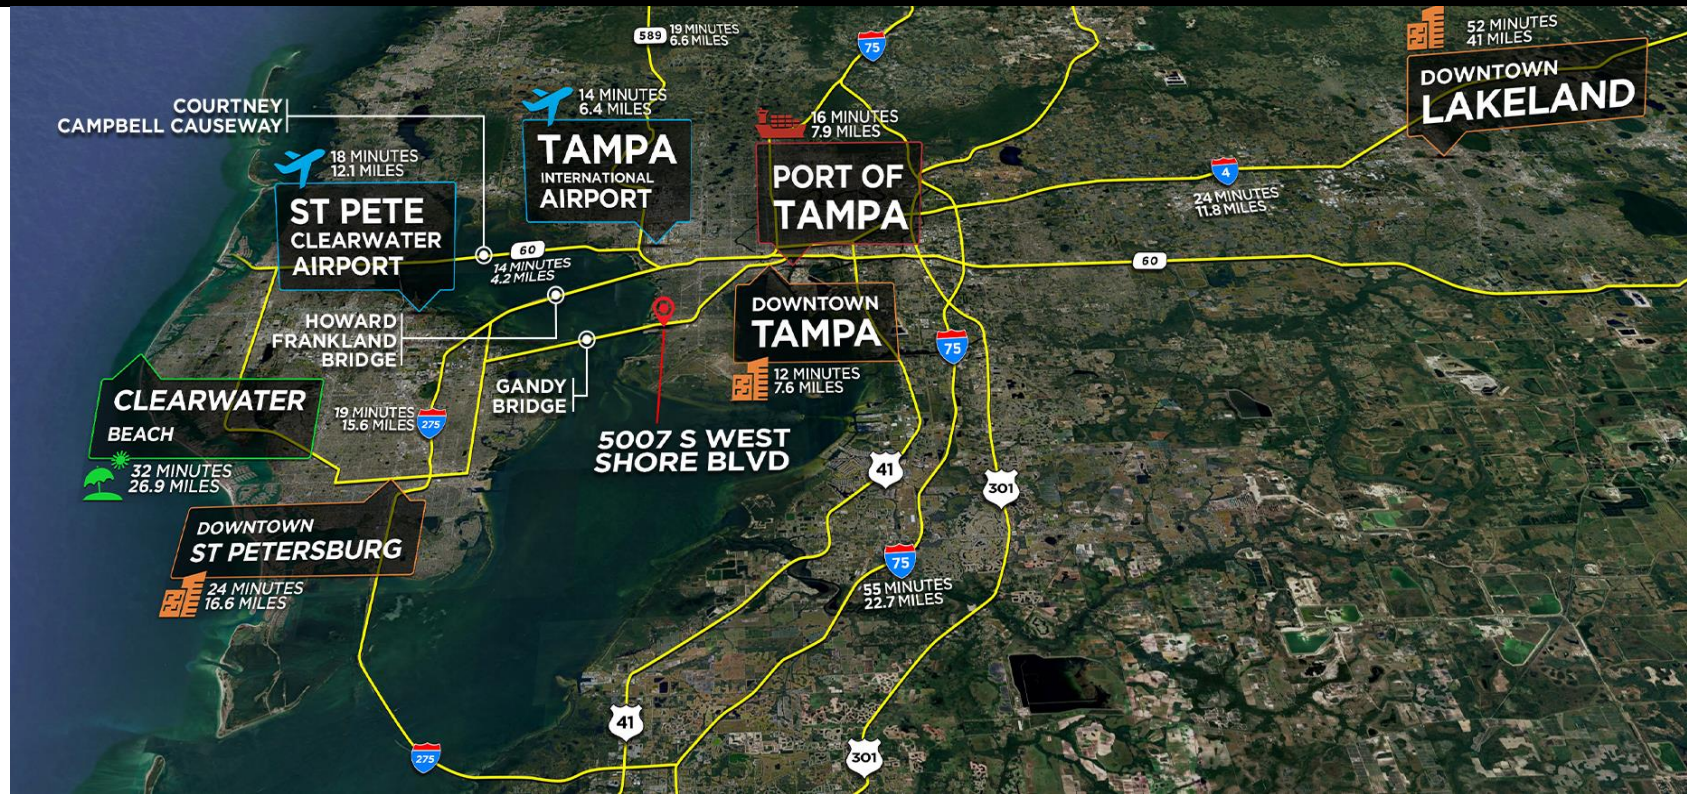 589
19 MINUTES
6.6 MILES
75
52 MINUTES
41 MILES
DOWNTOWN
LAKELAND
COURTNEY
CAMPBELL CAUSEWAY
14 MINUTES
6.4 MILES
TAMPA
INTERNATIONAL
AIRPORT
16 MINUTES
7.9 MILES
PORT OF
TAMPA
18 MINUTES
12.1 MILES
ST PETE
CLEARWATER
AIRPORT
4
24 MINUTES
11.8 MILES
60
14 MINUTES
4.2 MILES
60
HOWARD
FRANKLAND
BRIDGE
DOWNTOWN
TAMPA
12 MINUTES
7.6 MILES
75
GANDY
BRIDGE
CLEARWATER
BEACH
32 MINUTES
26.9 MILES
19 MINUTES
15.6 MILES
275
5007 S WEST
SHORE BLVD
41
301
DOWNTOWN
ST PETERSBURG
24 MINUTES
16.6 MILES
75
55 MINUTES
22.7 MILES
41
275
301